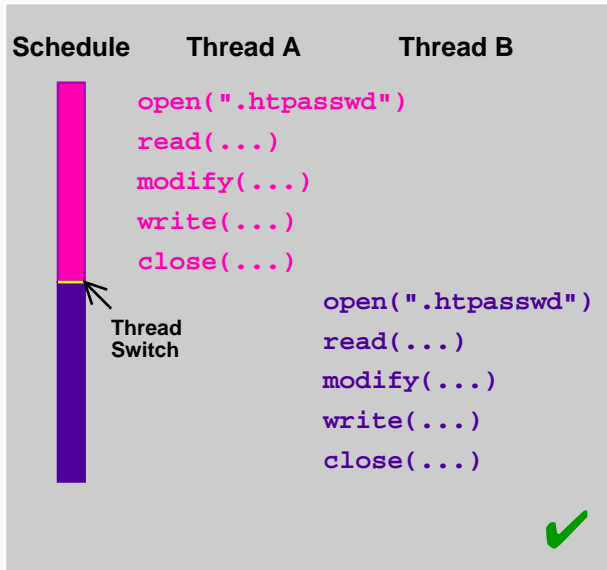 Schedule Thread A Thread B
open(".htpasswd")
read(...)
modify(...)
write(...)
close(...)
Thread
Switch
open(".htpasswd")
read(...)
modify(...)
write(...)
close(...)